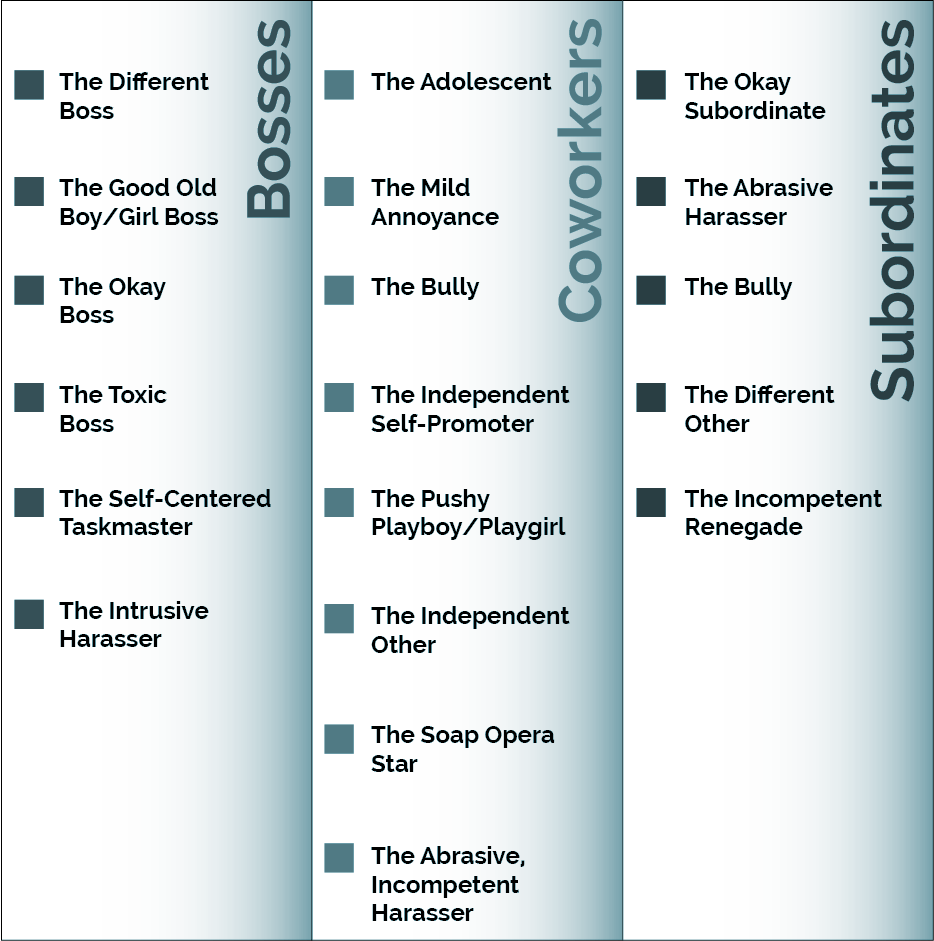 Bosses
The Different
Boss
The Good Old
Boy/Girl Boss
The Okay
Boss
The Toxic
Boss
The Self-Centered
Taskmaster
The Intrusive
Harasser
Coworkers
The Adolescent
The Mild
Annoyance
The Bully
The Independent
Self-Promoter
The Pushy
Playboy/Playgirl
The Independent
Other
The Soap Opera
Star
The Abrasive,
Incompetent
Harasser
Subordinates
The Okay
Subordinate
The Abrasive
Harasser
The Bully
The Different
Other
The Incompetent
Renegade